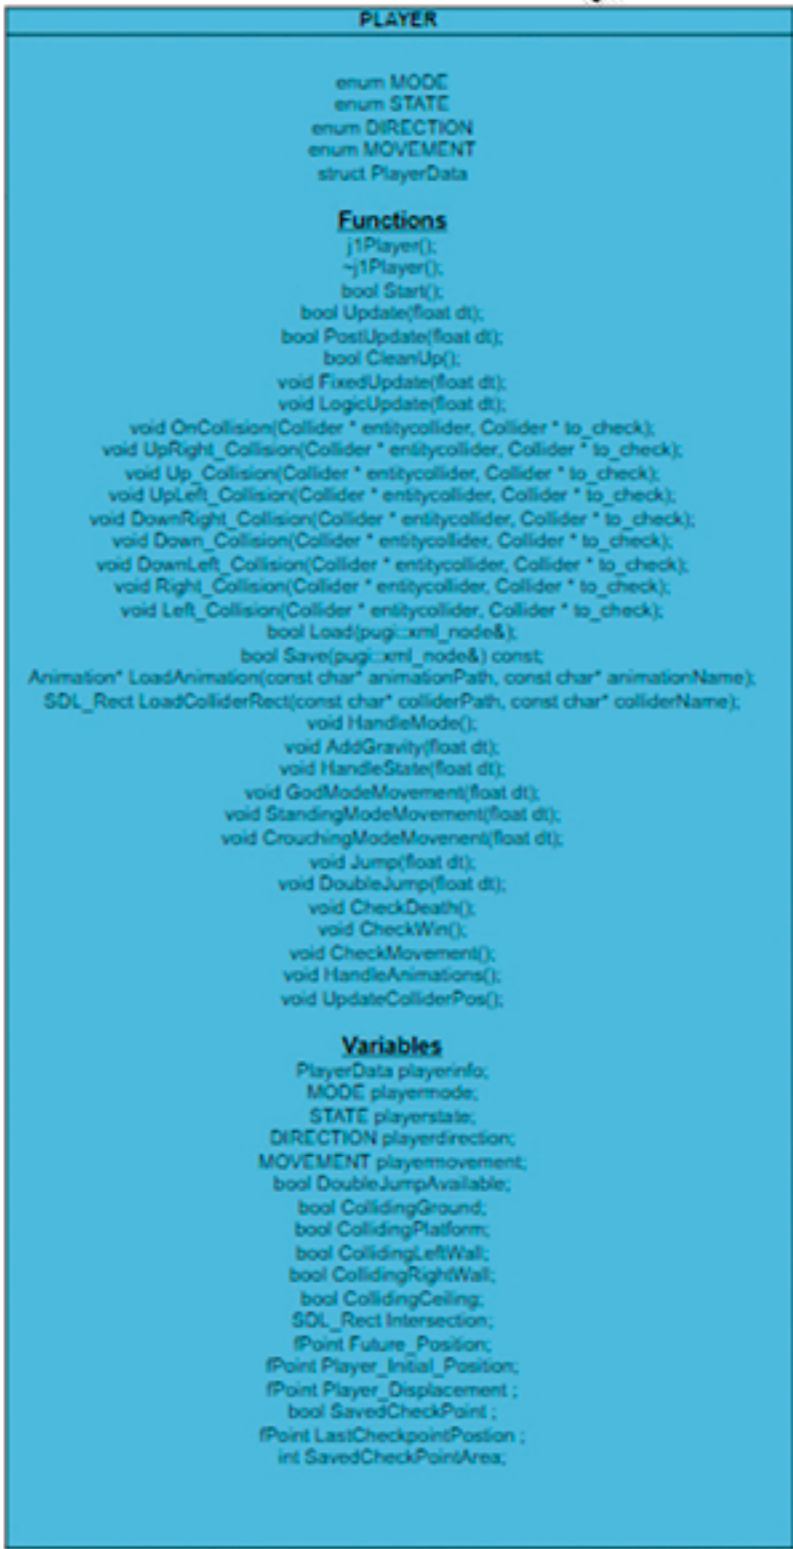 PLAYER
enum MODE
enum STATE
enum DIRECTION
enum MOVEMENT
struct PlayerData
Functions
j1Player();
~j1Player();
bool Start();
bool Update(float dt);
bool PostUpdate(float dt);
bool CleanUp();
void FixedUpdate(float dt);
void LogicUpdate(float dt);
void OnCollision(Collider * entitycollider, Collider * to_check);
void UpRight_Collision(Collider * entitycollider, Collider * to_check);
void Up_Collision(Collider * entitycollider, Collider * to_check);
void UpLeft_Collision(Collider * entitycollider, Collider * to_check);
void DownRight_Collision(Collider * entitycollider, Collider * to_check);
void Down_Collision(Collider * entitycollider, Collider * to_check);
void DownLeft_Collision(Collider * entitycollider, Collider * to_check);
void Right_Collision(Collider * entitycollider, Collider * to_check);
void Left_Collision(Collider * entitycollider, Collider * to_check);
bool Load(pugi::xml_node&);
bool Save(pugi::xml_node&) const;
Animation* LoadAnimation(const char* animationPath, const char* animationName);
SDL_Rect LoadColliderRect(const char* colliderPath, const char* colliderName);
void HandleMode();
void AddGravity(float dt);
void HandleState(float dt);
void GodModeMovement(float dt);
void StandingModeMovement(float dt);
void CrouchingModeMovenent(float dt);
void Jump(float dt);
void DoubleJump(float dt);
void CheckDeath();
void CheckWin();
void CheckMovement();
void HandleAnimations();
void UpdateColliderPos();
Variables
PlayerData playerinfo;
MODE playermode;
STATE playerstate;
DIRECTION playerdirection;
MOVEMENT playermovement;
bool DoubleJumpAvailable;
bool CollidingGround;
bool CollidingPlatform;
bool CollidingLeftWall;
bool CollidingRightWall;
bool CollidingCeiling;
SDL_Rect Intersection;
fPoint Future_Position;
fPoint Player_Initial_Position;
fPoint Player_Displacement ;
bool SavedCheckPoint ;
fPoint LastCheckpointPostion ;
int SavedCheckPointArea;